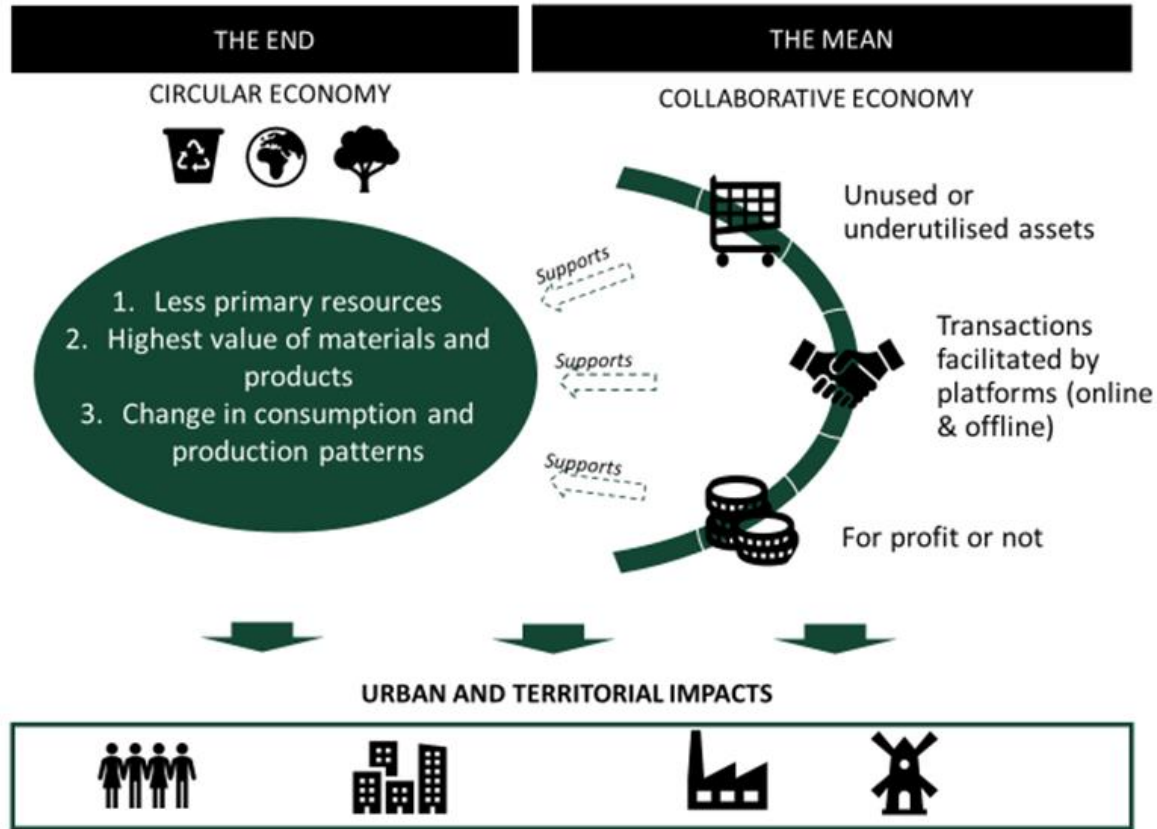 THE END
THE MEAN
CIRCULAR ECONOMY
COLLABORATIVE ECONOMY
1. Less primary resources
2. Highest value of materials and
products
3. Change in consumption and
production patterns
Supports
Supports
Supports
Unused or
underutilised assets
Transactions
facilitated by
platforms (online
& offline)
For profit or not
URBAN AND TERRITORIAL IMPACTS